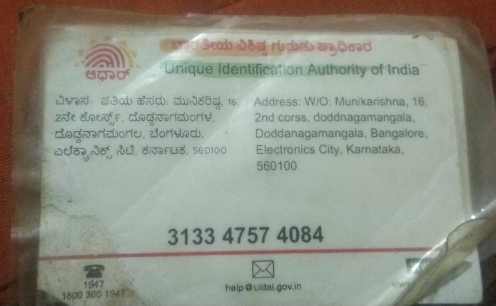 ಭಾರತೀಯ ವಿಶಿಷ್ಟ ಗುರುತು ಪ್ರಾಧಿಕಾರ
ಆಧಾರ್
Unique Identification Authority of India
ವಿಳಾಸ: ಪತಿಯ ಹೆಸರು: ಮುನಿಕರಿಷ್ಣ, 16,
2ನೇ ಕೋರ್ಸ್, ದೊಡ್ಡನಾಗಮಂಗಳ,
ದೊಡ್ಡನಾಗಮಂಗಲ, ಬೆಂಗಳೂರು,
ಎಲೆಕ್ಟ್ರಾನಿಕ್ಸ್ ಸಿಟಿ, ಕರ್ನಾಟಕ, 560100
Address: W/O: Munikarishna, 16,
2nd corss, doddnagamangala,
Doddanagamangala, Bangalore,
Electronics City, Karnataka,
560100
3133 4757 4084
1947
1800 300 1947
help@uidai.gov.in